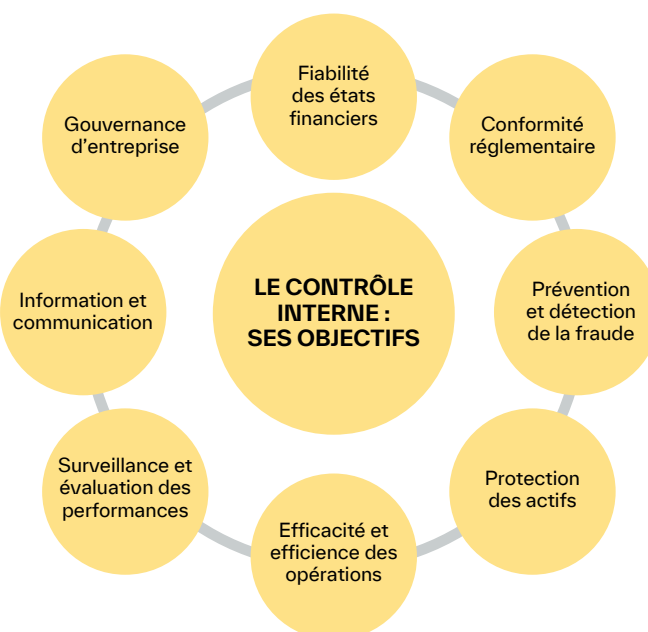 Fiabilité
des états
financiers
Conformité
réglementaire
Prévention
et détection
de la fraude
Protection
des actifs
Efficacité et
efficience des
opérations
Surveillance et
évaluation des
performances
Information et
communication
Gouvernance
d'entreprise
LE CONTRÔLE
INTERNE :
SES OBJECTIFS